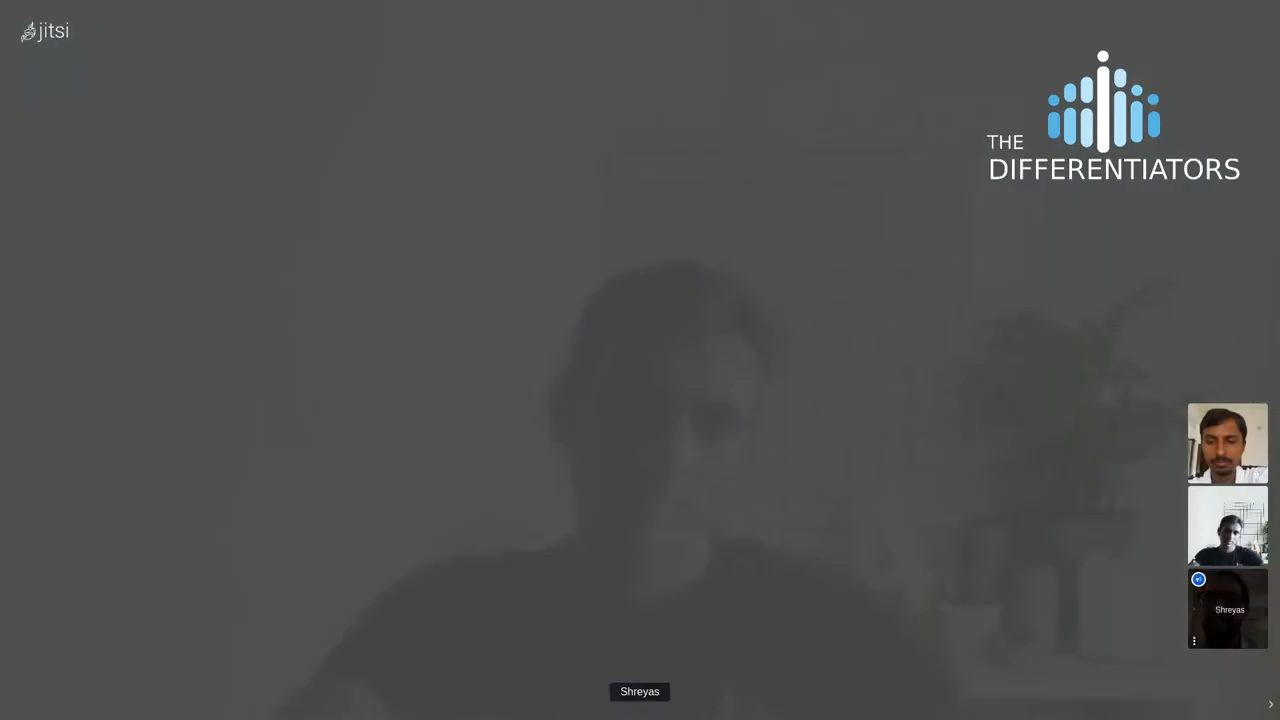 jitsi
THE
DIFFERENTIATORS
Shreyas
Shreyas